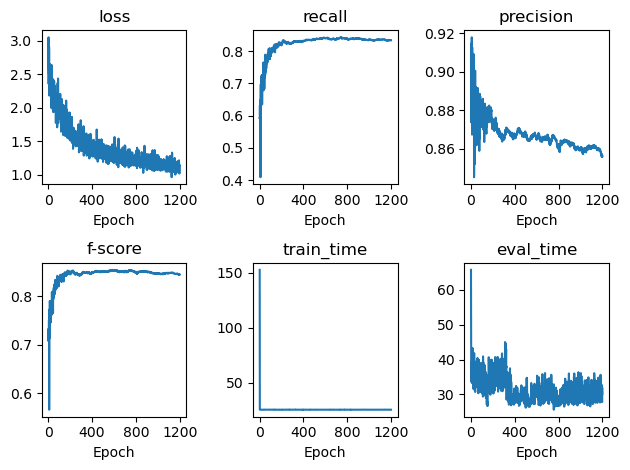 loss
3.0
2.5
2.0
1.5
1.0
0 400 800 1200
Epoch
recall
0.8
0.7
0.6
0.5
0.4
0 400 800 1200
Epoch
precision
0.92
0.90
0.88
0.86
0 400 800 1200
Epoch
f-score
0.8
0.7
0.6
0 400 800 1200
Epoch
train_time
150
100
50
0 400 800 1200
Epoch
eval_time
60
50
40
30
0 400 800 1200
Epoch